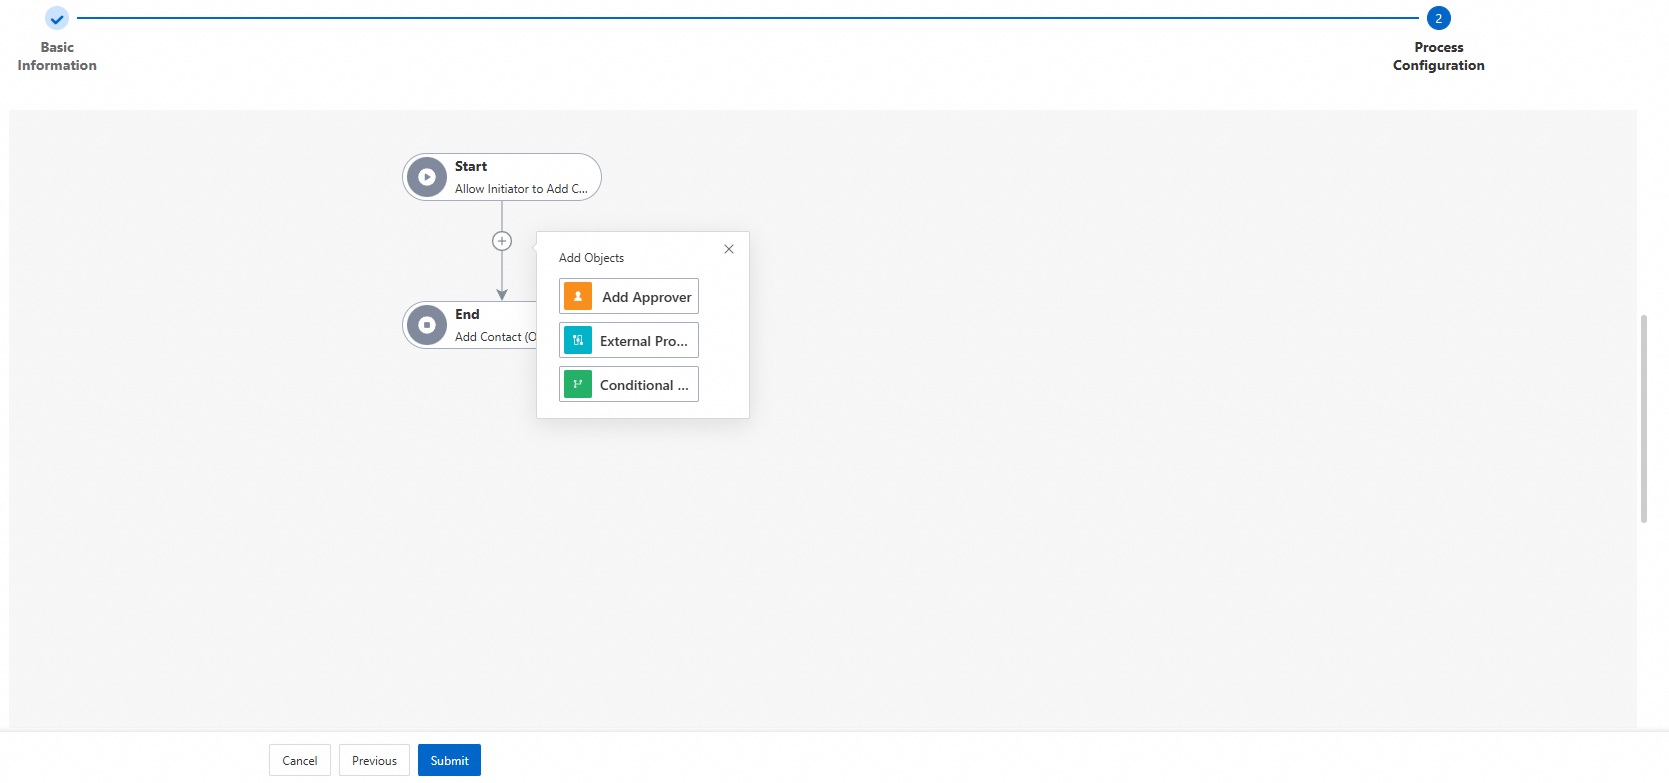 2
Basic
Information
Process
Configuration
Start
Allow Initiator to Add C...
Add Objects
Add Approver
End
Add Contact (O
External Pro...
Conditional ...
Cancel
Previous
Submit